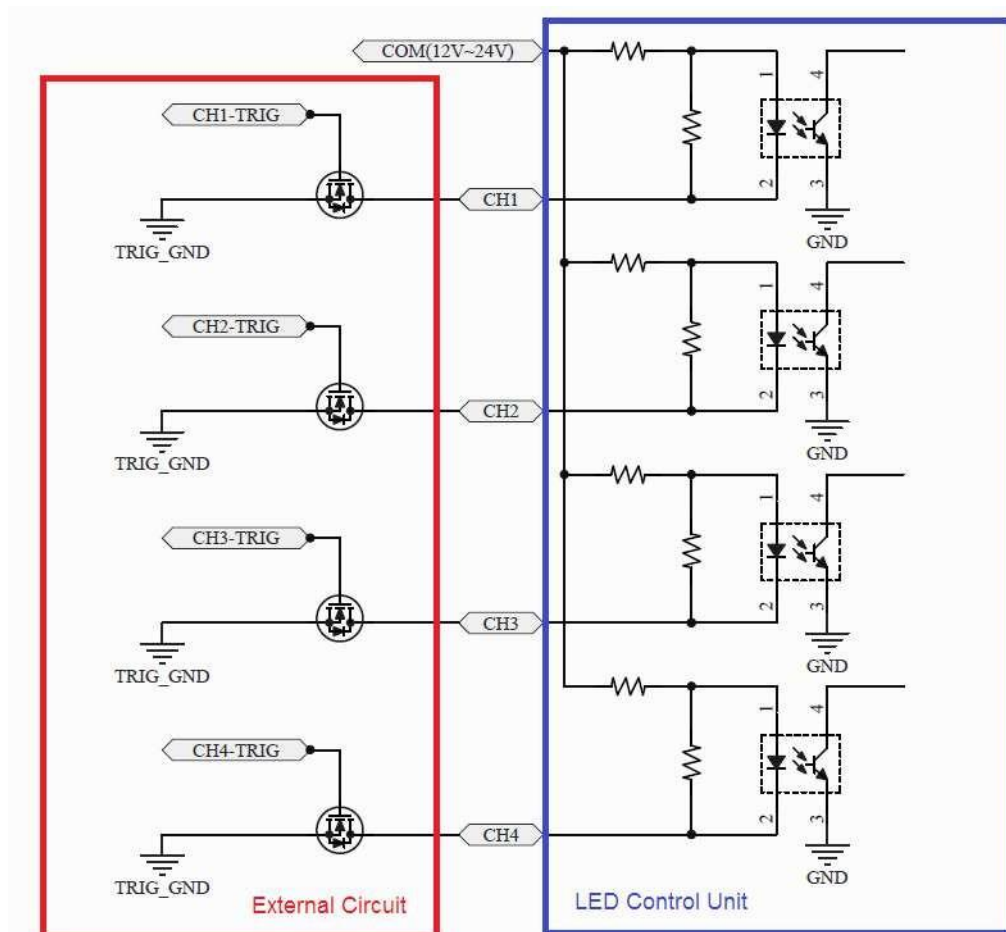 COM(12V~24V)
CH1-TRIG
1
4
CH1
2
3
TRIG_GND
GND
CH2-TRIG
1
4
CH2
2
3
TRIG_GND
GND
CH3-TRIG
1
4
CH3
2
3
TRIG_GND
GND
CH4-TRIG
1
4
CH4
2
3
TRIG_GND
GND
External Circuit
LED Control Unit